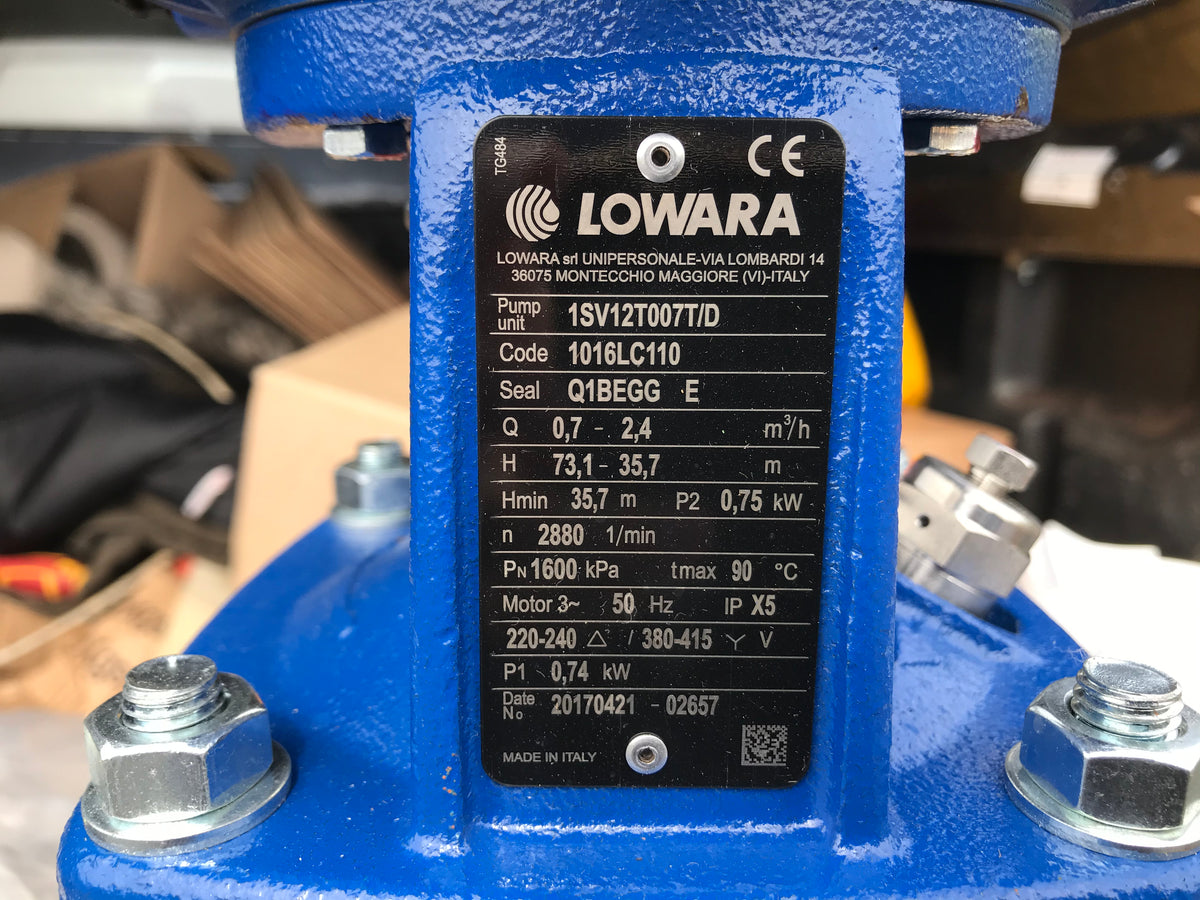 TG484
CE
LOWARA
LOWARA srl UNIPERSONALE-VIA LOMBARDI 14
36075 MONTECCHIO MAGGIORE (VI)-ITALY
Pump unit 1SV12T007T/D
Code 1016LC110
Seal Q1BEGG E
Q 0,7 - 2,4 m³/h
H 73,1 - 35,7 m
Hmin 35,7 m P2 0,75 kW
n 2880 1/min
PN 1600 kPa tmax 90 °C
Motor 3~ 50 Hz IP X5
220-240 △ / 380-415 Y V
P1 0,74 kW
Date No 20170421 - 02657
MADE IN ITALY